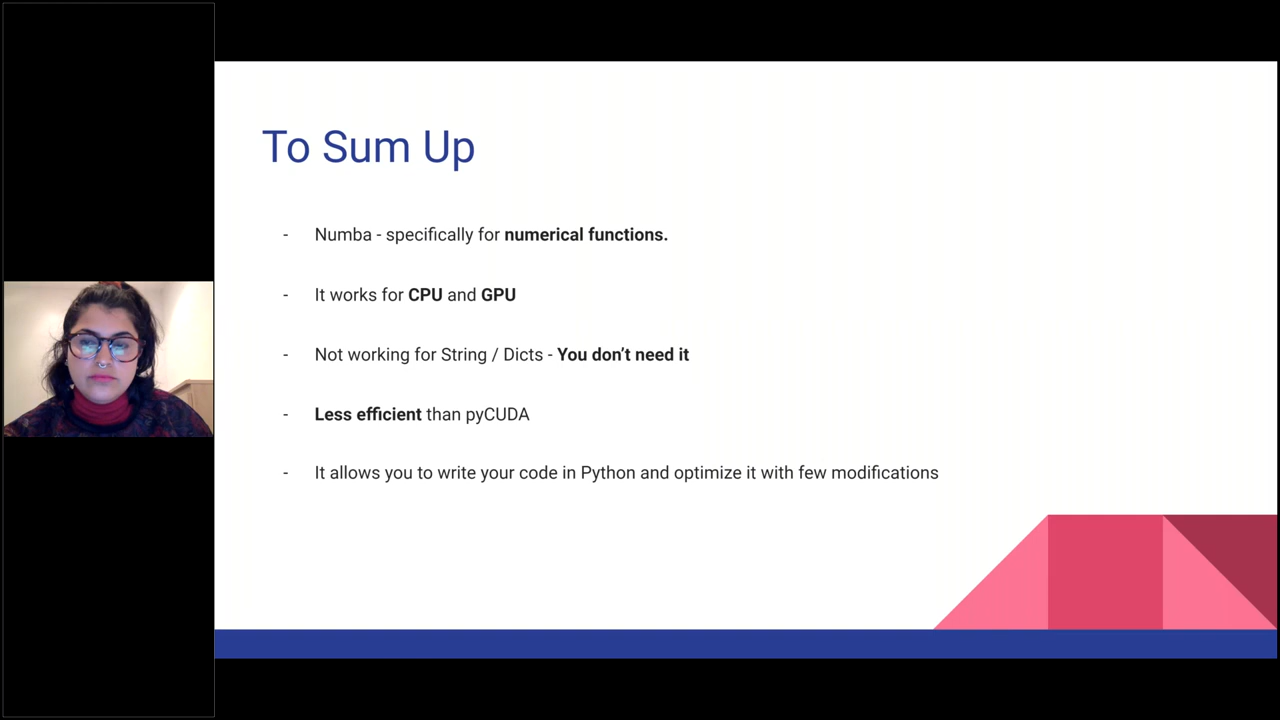 To Sum Up
- Numba - specifically for numerical functions.
- It works for CPU and GPU
- Not working for String / Dicts - You don’t need it
- Less efficient than pyCUDA
- It allows you to write your code in Python and optimize it with few modifications